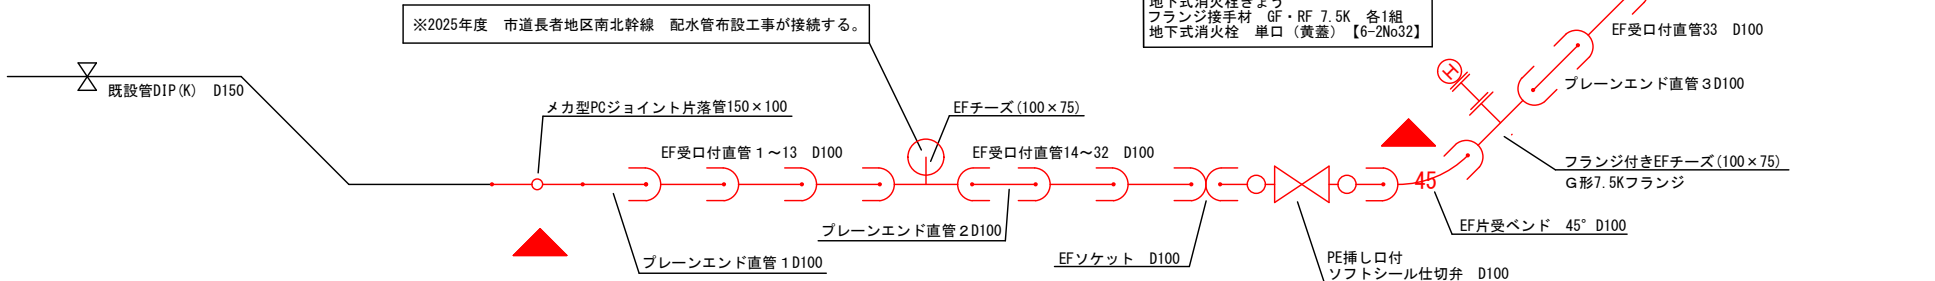 ※2025年度　市道長者地区南北幹線　配水管布設工事が接続する。
地下式消火栓きょう
フランジ接手材　GF・RF 7.5K　各1組
地下式消火栓　単口（黄蓋）【6-2No32】
EF受口付直管33　D100
H
プレーンエンド直管３D100
既設管DIP(K)　D150
メカ型PCジョイント片落管150×100
EFチーズ(100×75)
EF受口付直管１～13　D100
EF受口付直管14～32　D100
フランジ付きEFチーズ(100×75)
Ｇ形7.5Kフランジ
45
プレーンエンド直管２D100
EF片受ベンド　45°D100
プレーンエンド直管１D100
EFソケット　D100
PE挿し口付
ソフトシール仕切弁　D100